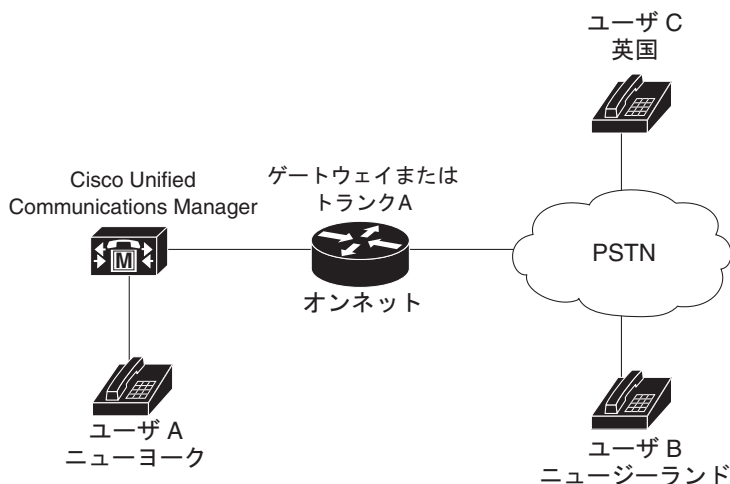 ユーザ C
英国
Cisco Unified
Communications Manager
ゲートウェイまたは
トランクA
M
オンネット
PSTN
ユーザ A
ニューヨーク
ユーザ B
ニュージーランド